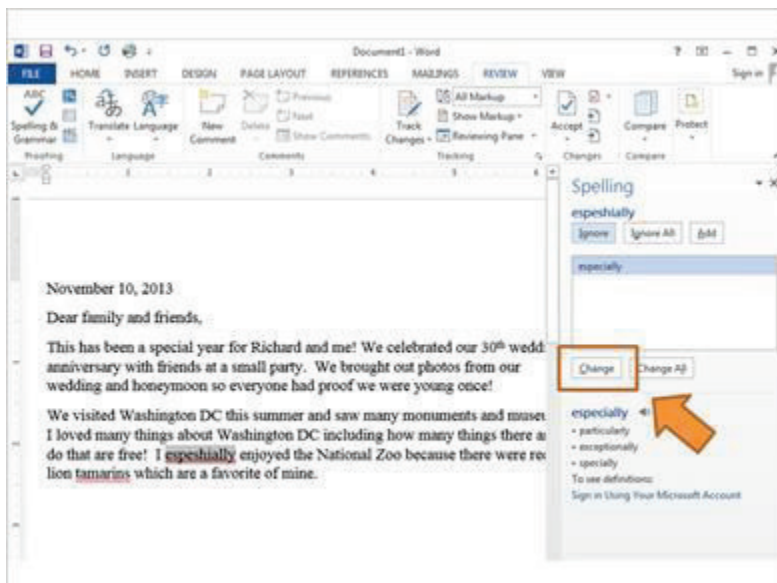 Document1 - Word
FILE HOME INSERT DESIGN PAGE LAYOUT REFERENCES MAILINGS REVIEW VIEW Sign in
ABC
Spelling & Grammar
Translate Language
New Comment
Delete
Previous
Next
Show Comments
Track Changes
All Markup
Show Markup
Reviewing Pane
Accept
Compare
Protect
Proofing Language Comments Tracking Changes Compare
1 2 3 4 5 6
Spelling
espeshially
Ignore Ignore All Add
especially
Change Change All
especially
• particularly
• exceptionally
• specially
To see definitions:
Sign in Using Your Microsoft Account
November 10, 2013
Dear family and friends,
This has been a special year for Richard and me! We celebrated our 30th wedd
anniversary with friends at a small party. We brought out photos from our
wedding and honeymoon so everyone had proof we were young once!
We visited Washington DC this summer and saw many monuments and museu
I loved many things about Washington DC including how many things there a
do that are free! I espeshially enjoyed the National Zoo because there were re
lion tamarins which are a favorite of mine.